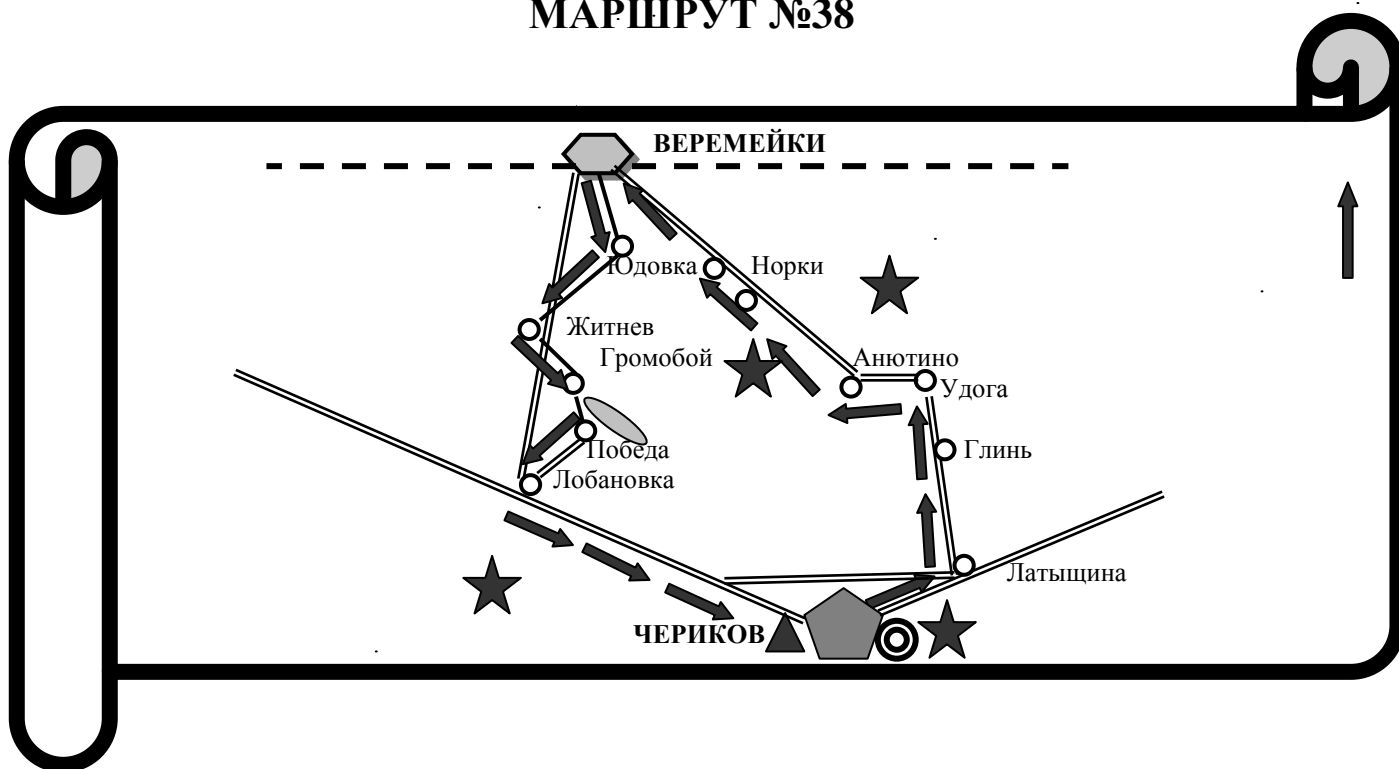 МАРШРУТ №38
ВЕРЕМЕЙКИ
Юдовка
Норки
Житнев
Громобой
Анютино
Удога
Победа
Глинь
Лобановка
Латыщина
ЧЕРИКОВ